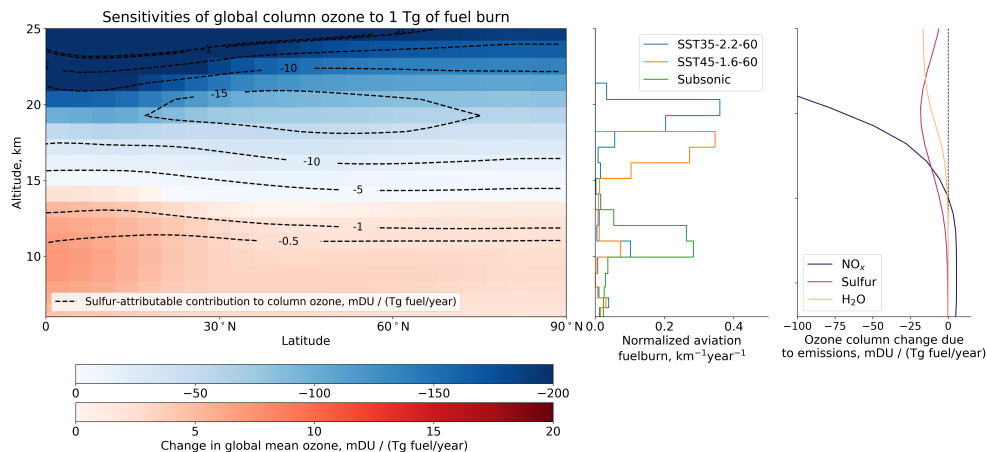 Sensitivities of global column ozone to 1 Tg of fuel burn
25
20
15
10
Altitude, km
-1
-10
-15
-10
-5
-1
-0.5
Sulfur-attributable contribution to column ozone, mDU / (Tg fuel/year)
0
30°N
60°N
90°N
Latitude
0
−50
−100
−150
−200
0
5
10
15
20
Change in global mean ozone, mDU / (Tg fuel/year)
SST35-2.2-60
SST45-1.6-60
Subsonic
0.0
0.2
0.4
Normalized aviation
fuelburn, km⁻¹year⁻¹
NOₓ
Sulfur
H₂O
−100
−75
−50
−25
0
Ozone column change due
to emissions, mDU / (Tg fuel/year)